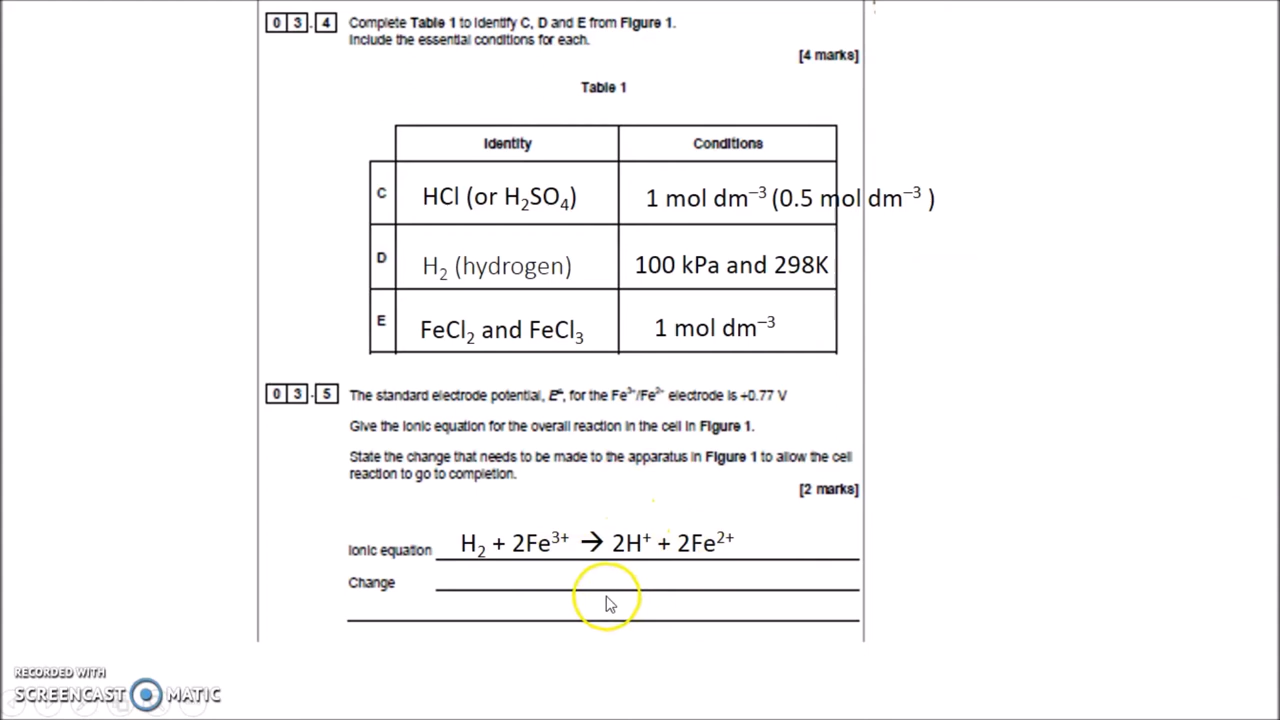 03.4 Complete Table 1 to identify C, D and E from Figure 1.
Include the essential conditions for each.
[4 marks]
Table 1
Identity Conditions
C HCl (or H₂SO₄) 1 mol dm⁻³ (0.5 mol dm⁻³ )
D H₂ (hydrogen) 100 kPa and 298K
E FeCl₂ and FeCl₃ 1 mol dm⁻³
03.5 The standard electrode potential, E⦵, for the Fe³⁺/Fe²⁺ electrode is +0.77 V
Give the ionic equation for the overall reaction in the cell in Figure 1.
State the change that needs to be made to the apparatus in Figure 1 to allow the cell
reaction to go to completion.
[2 marks]
Ionic equation H₂ + 2Fe³⁺ → 2H⁺ + 2Fe²⁺
Change
RECORDED WITH
SCREENCAST MATIC